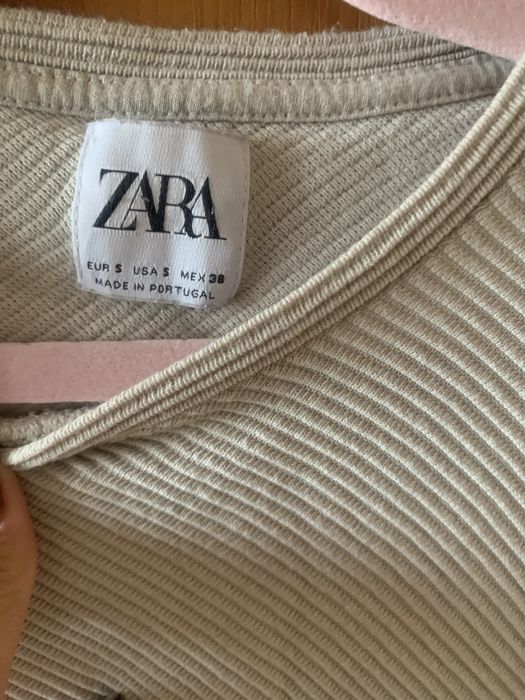 ZARA
EUR S USA S MEX 38
MADE IN PORTUGAL